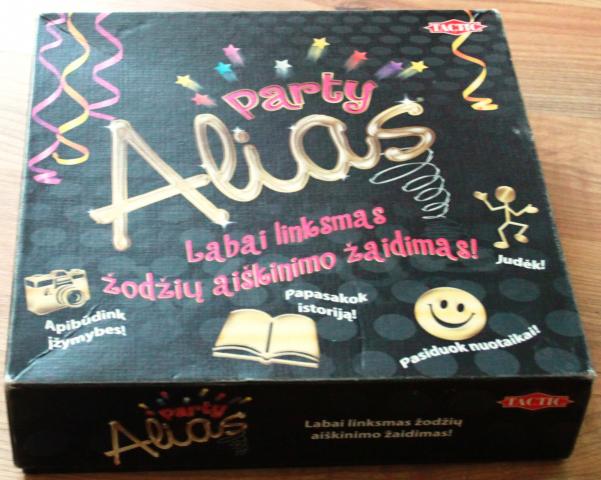 TACTIC
Party
Alias
Labai linksmas
žodžių aiškinimo žaidimas!
Judėk!
Apibūdink
įžymybes!
Papasakok
istoriją!
Pasiduok nuotaikai!
Party
Alias
Labai linksmas žodžių
aiškinimo žaidimas!
TACTIC